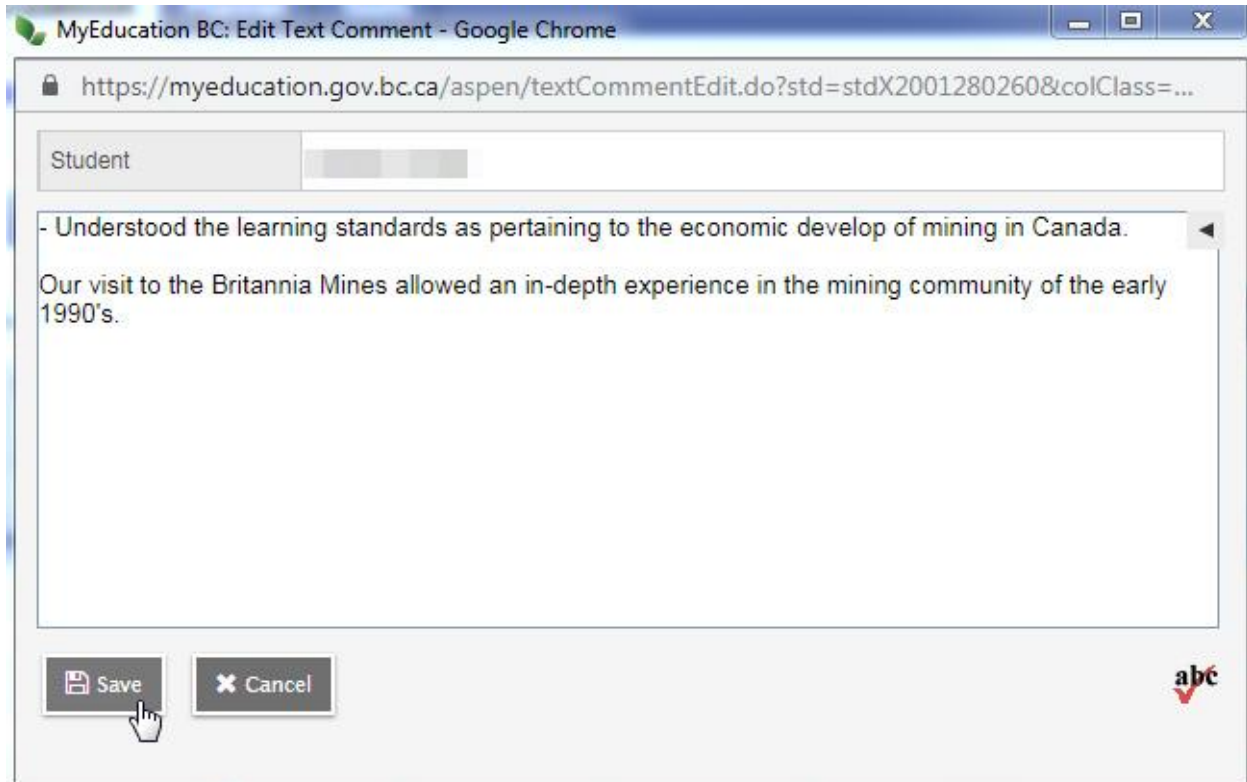 MyEducation BC: Edit Text Comment - Google Chrome
https://myeducation.gov.bc.ca/aspen/textCommentEdit.do?std=stdX2001280260&colClass=...
Student
- Understood the learning standards as pertaining to the economic develop of mining in Canada.
Our visit to the Britannia Mines allowed an in-depth experience in the mining community of the early
1990's.
Save
Cancel
abc